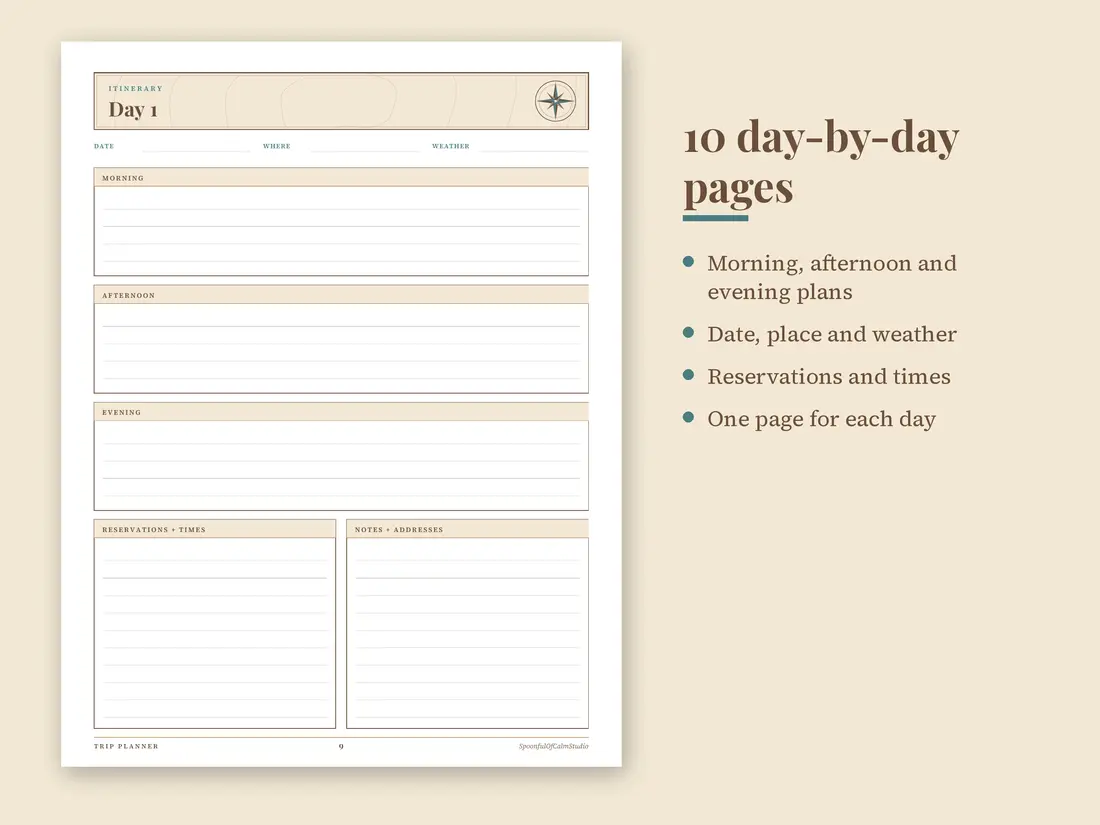 ITINERARY
Day 1
DATE
WHERE
WEATHER
MORNING
AFTERNOON
EVENING
RESERVATIONS + TIMES
NOTES + ADDRESSES
TRIP PLANNER
9
SpoonfulOfCalmStudio
10 day-by-day
pages
Morning, afternoon and
evening plans
Date, place and weather
Reservations and times
One page for each day